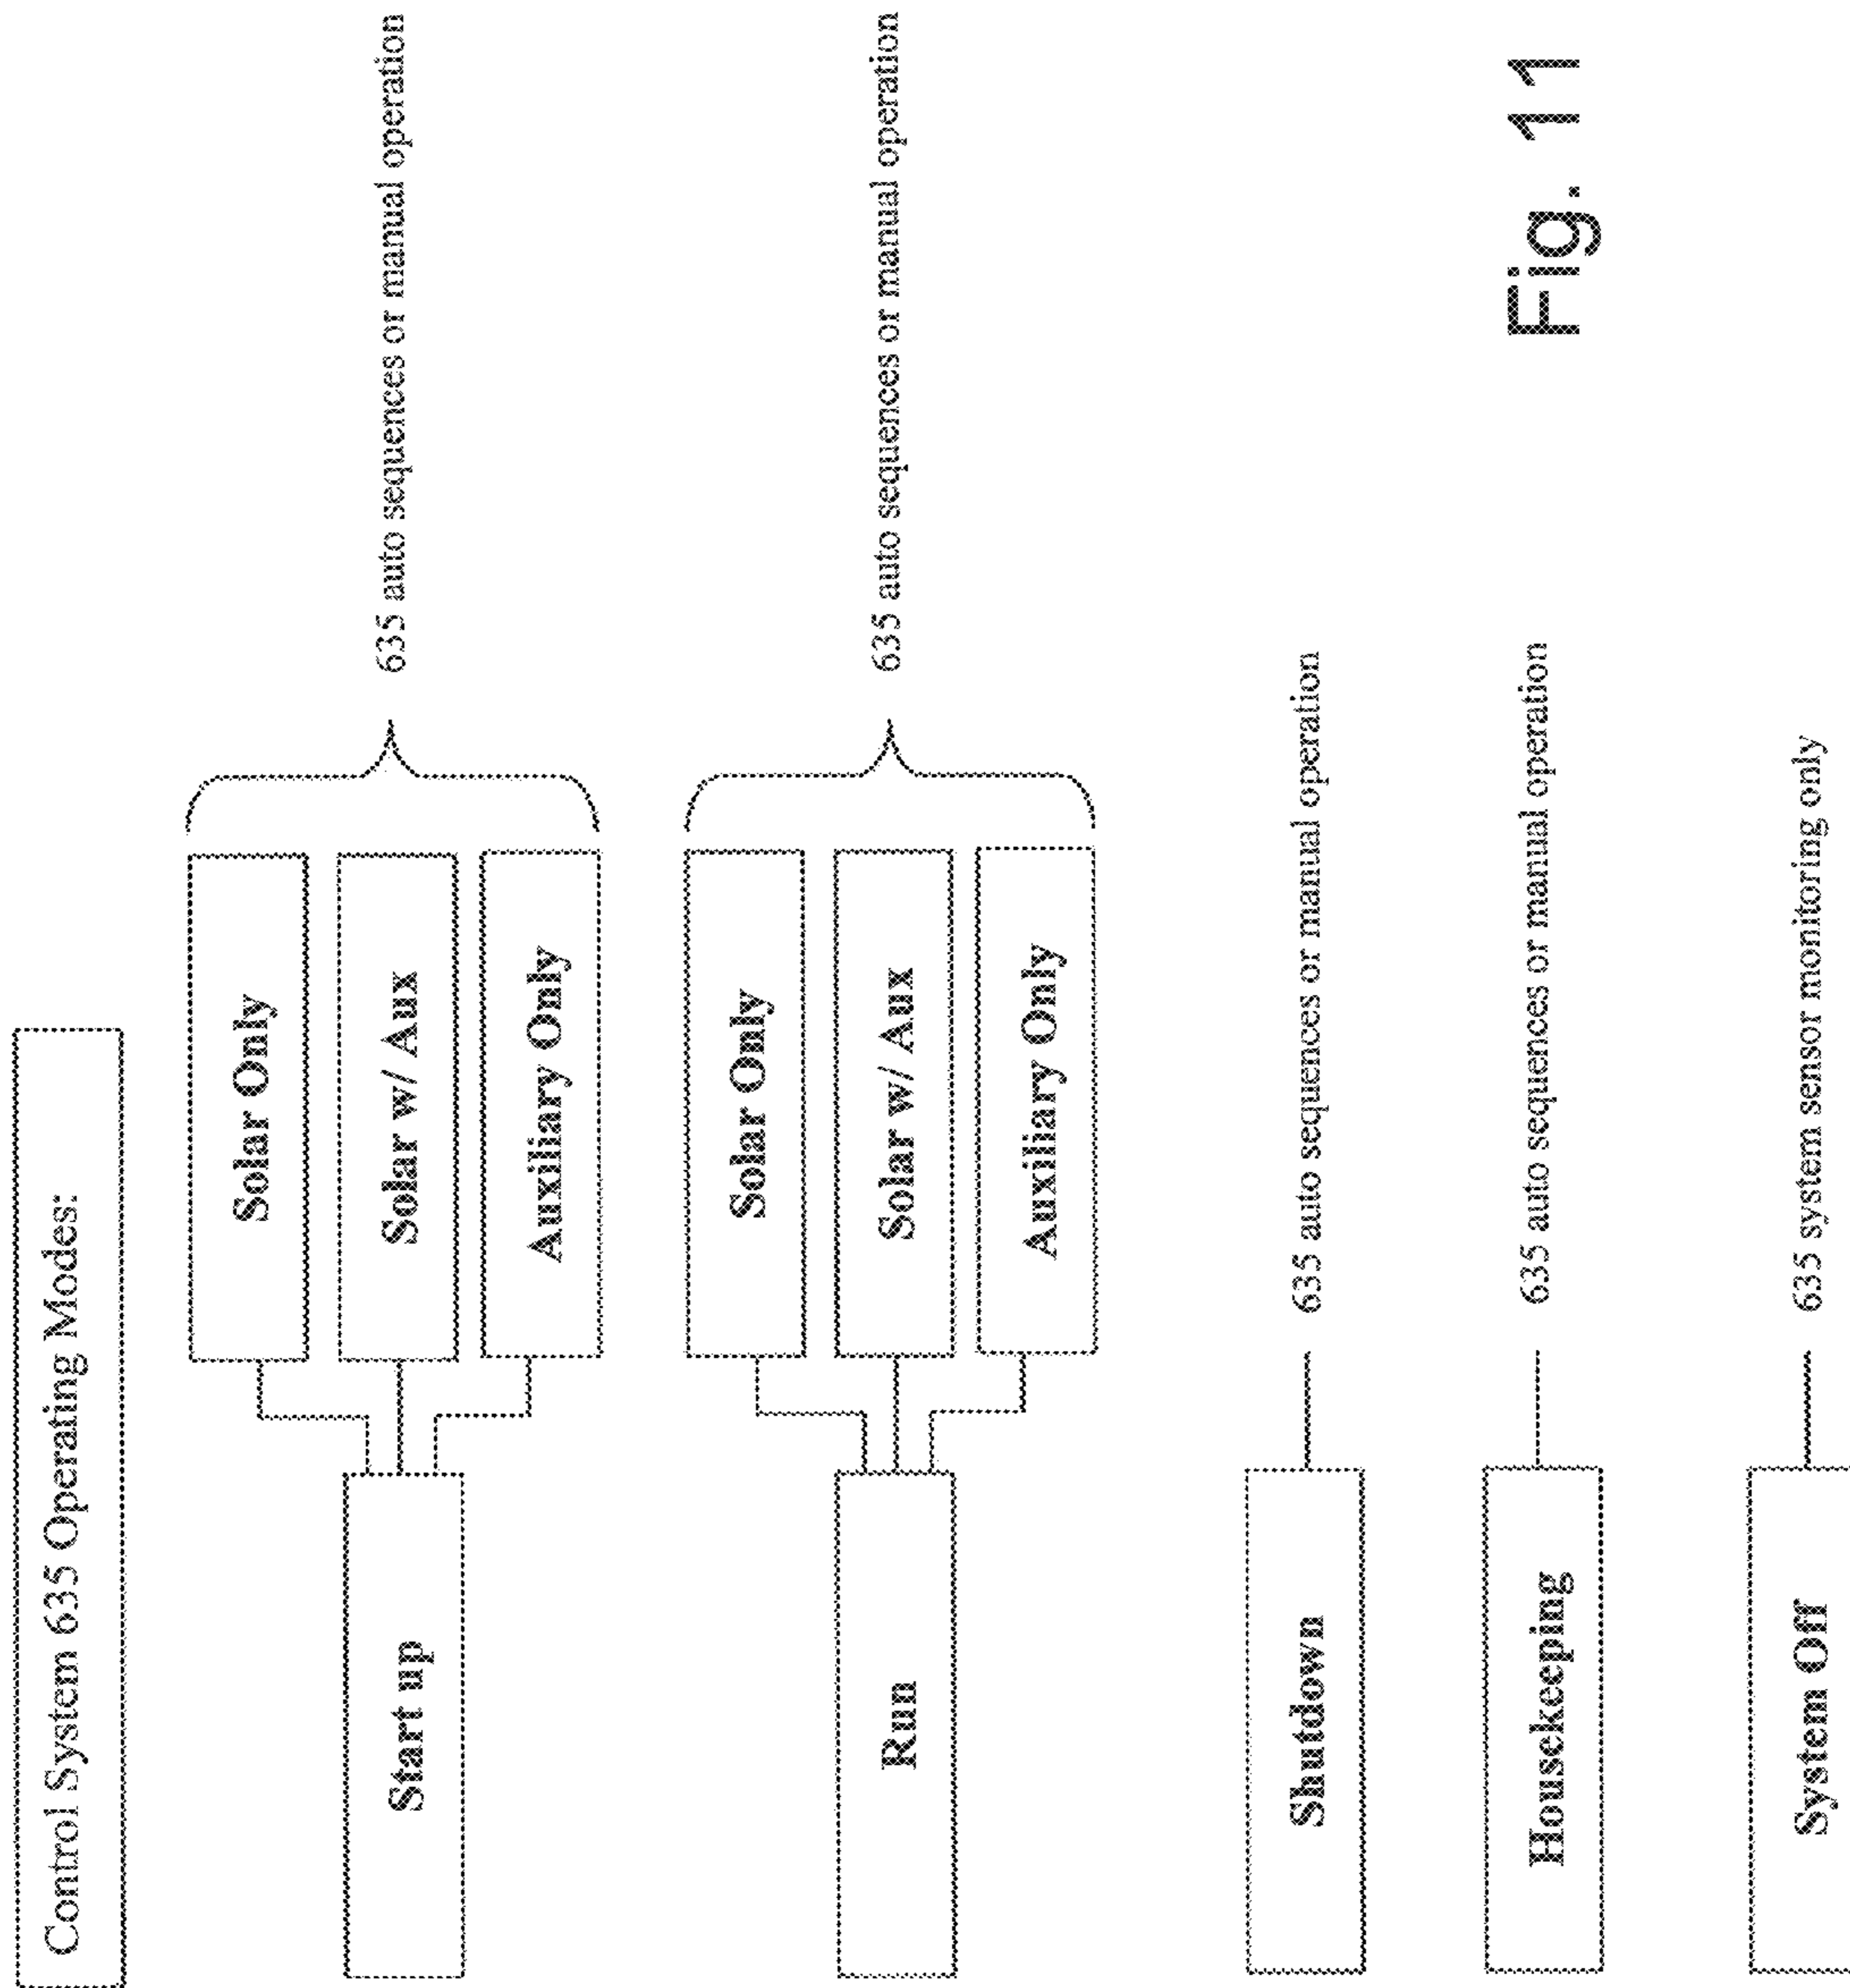 Control System 635 Operating Modes:
Start up
Solar Only
Solar w/ Aux
Auxiliary Only
635 auto sequences or manual operation
Run
Solar Only
Solar w/ Aux
Auxiliary Only
635 auto sequences or manual operation
Shutdown
635 auto sequences or manual operation
Housekeeping
635 auto sequences or manual operation
System Off
635 system sensor monitoring only
Fig. 11